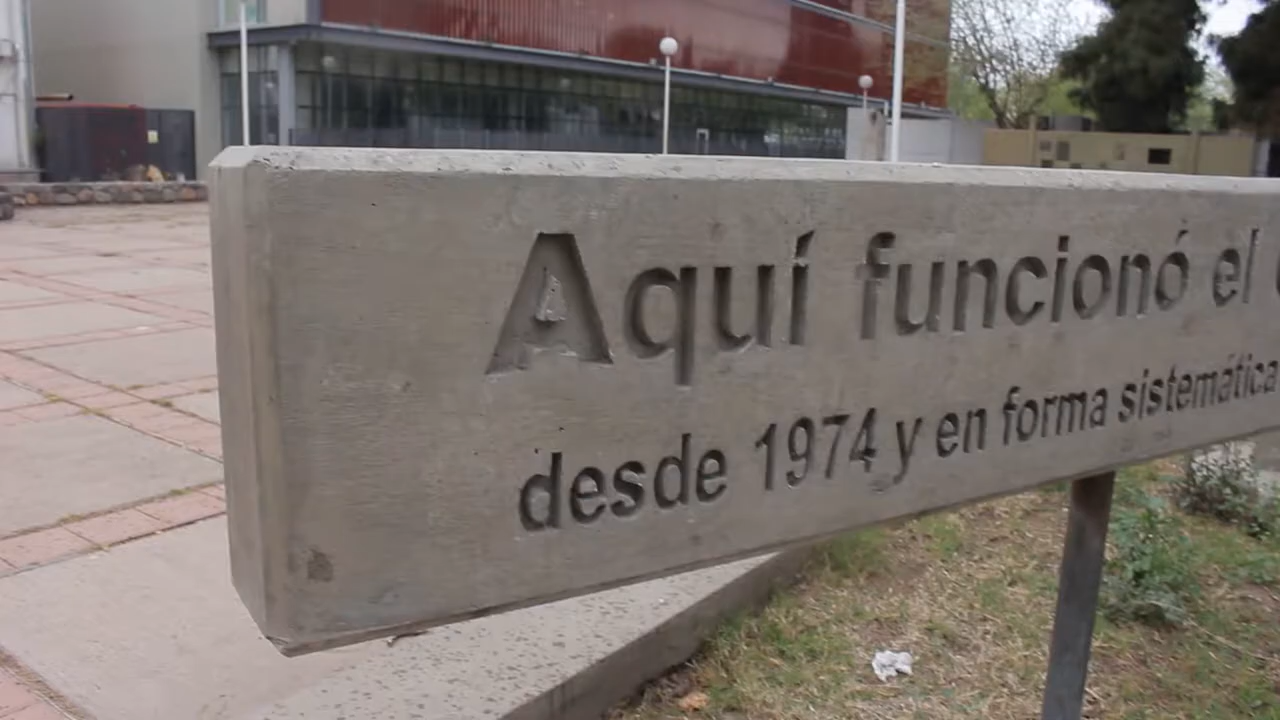 Aquí funcionó el
desde 1974 y en forma sistemática